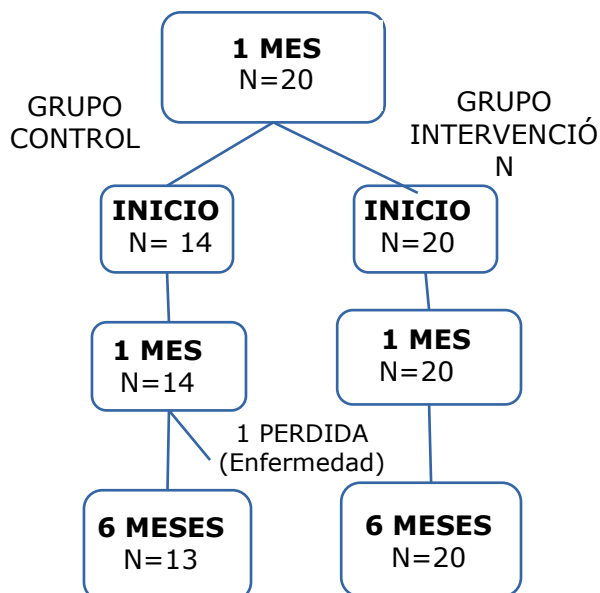 1 MES
N=20
GRUPO
CONTROL
GRUPO
INTERVENCIÓ
N
INICIO
N= 14
INICIO
N=20
1 MES
N=14
1 MES
N=20
1 PERDIDA
(Enfermedad)
6 MESES
N=13
6 MESES
N=20